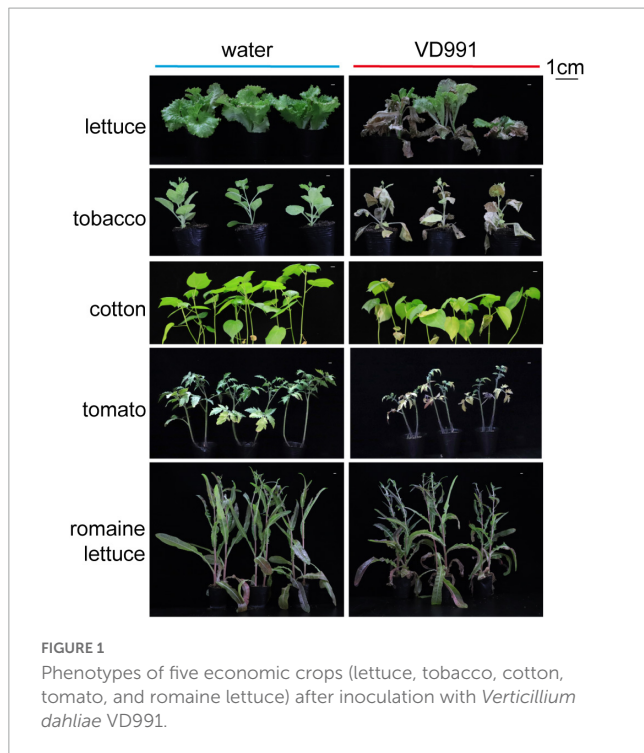 water VD991
1cm
lettuce
tobacco
cotton
tomato
romaine
lettuce
FIGURE 1
Phenotypes of five economic crops (lettuce, tobacco, cotton,
tomato, and romaine lettuce) after inoculation with Verticillium
dahliae VD991.